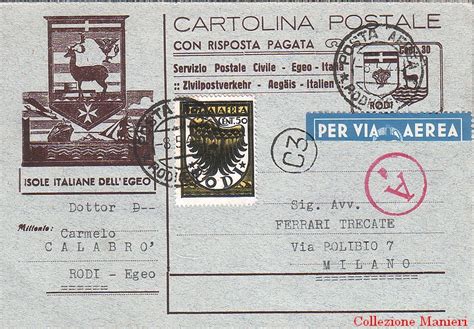 CARTOLINA POSTALE
CON RISPOSTA PAGATA
Servizio Postale Civile - Egeo - Italia
:: Zivilpostverkehr - Aegäis - Italien
POSTA AEREA
RODI
Cent. 30
RODI
PER VIA AEREA
POSTA AEREA
CENT. 50
RODI
POSTA
RODI
C3
A.
ISOLE ITALIANE DELL'EGEO
Dottor D--
Mittente:
Carmelo
CALABRO'
RODI - Egeo
Sig. Avv.
FERRARI TRECATE
Via POLIBIO 7
MILANO
Collezione Manieri